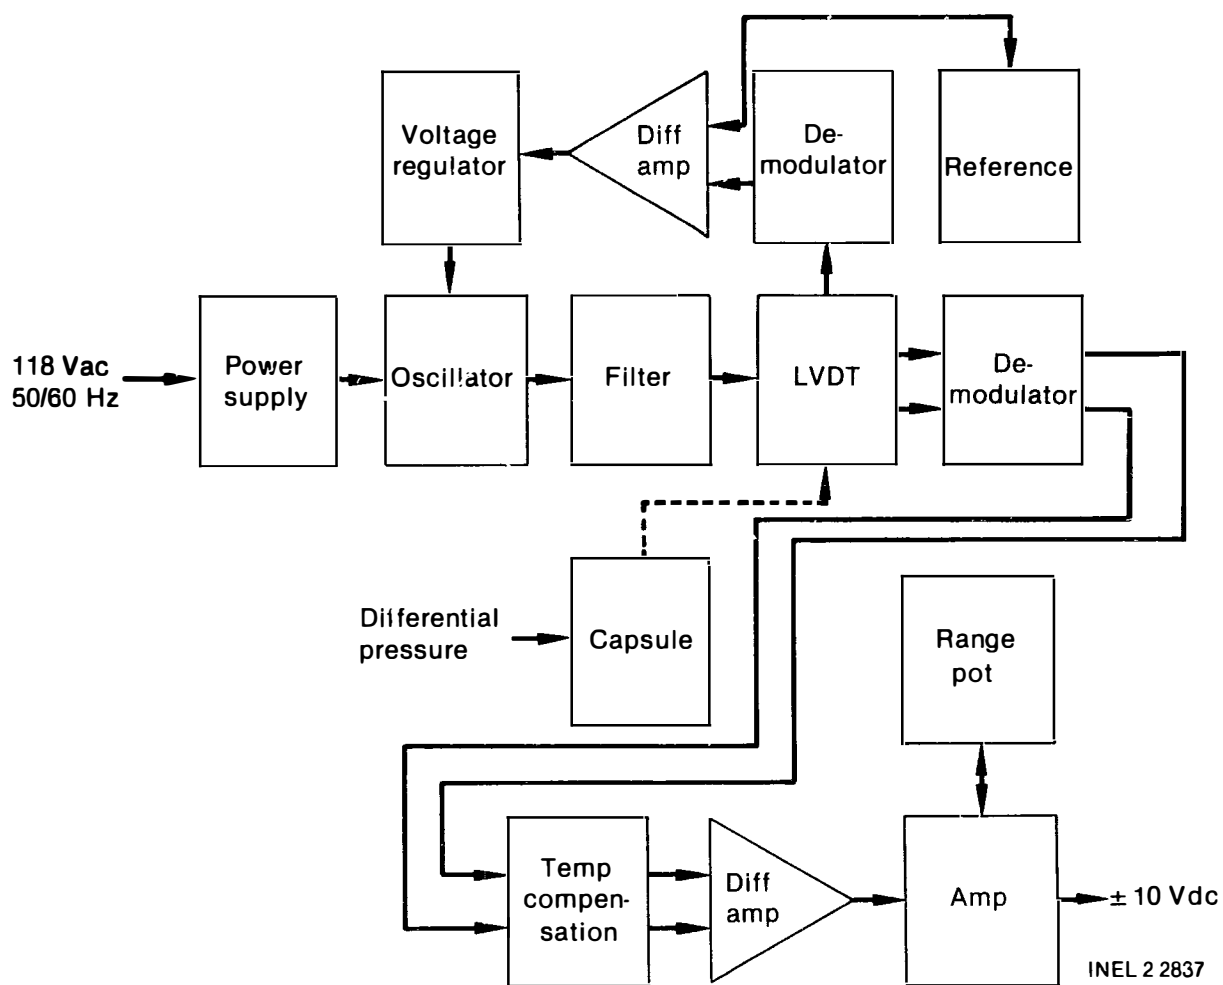 Voltage
regulator
Diff
amp
De-
modulator
Reference
118 Vac
50/60 Hz
Power
supply
Oscillator
Filter
LVDT
De-
modulator
Differential
pressure
Capsule
Range
pot
Temp
compen-
sation
Diff
amp
Amp
± 10 Vdc
INEL 2 2837